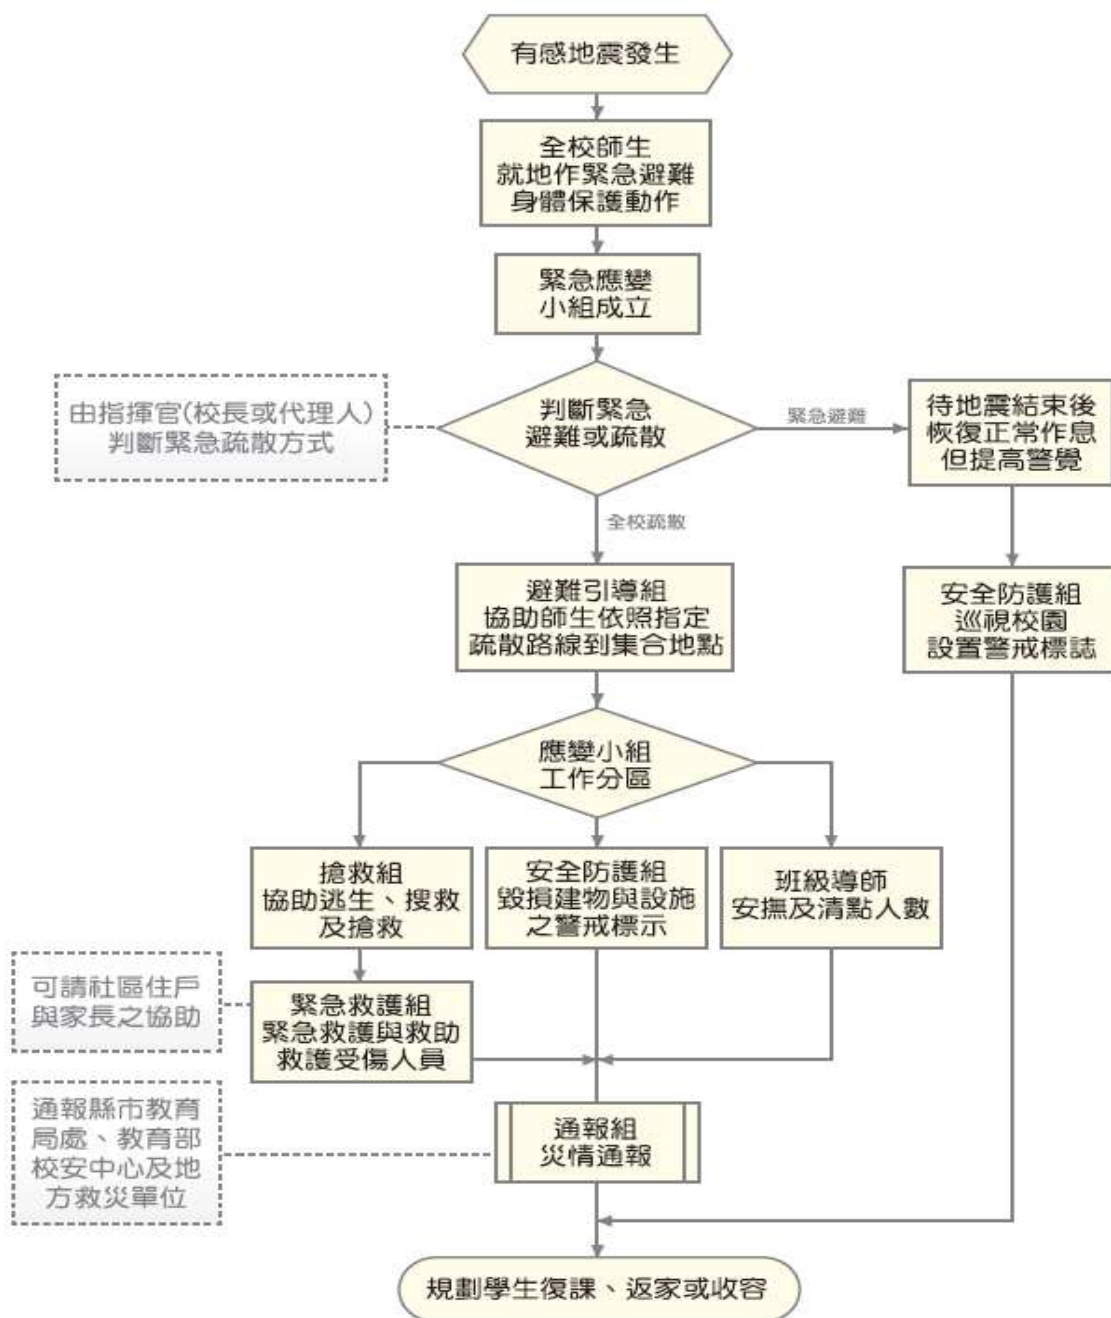 有感地震發生
全校師生
就地作緊急避難
身體保護動作
緊急應變
小組成立
由指揮官(校長或代理人)
判斷緊急疏散方式
判斷緊急
避難或疏散
緊急避難
待地震結束後
恢復正常作息
但提高警覺
全校疏散
避難引導組
協助師生依照指定
疏散路線到集合地點
安全防護組
巡視校園
設置警戒標誌
應變小組
工作分區
搶救組
協助逃生、搜救
及搶救
安全防護組
毀損建物與設施
之警戒標示
班級導師
安撫及清點人數
可請社區住戶
與家長之協助
緊急救護組
緊急救護與救助
救護受傷人員
通報縣市教育
局處、教育部
校安中心及地
方救災單位
通報組
災情通報
規劃學生復課、返家或收容